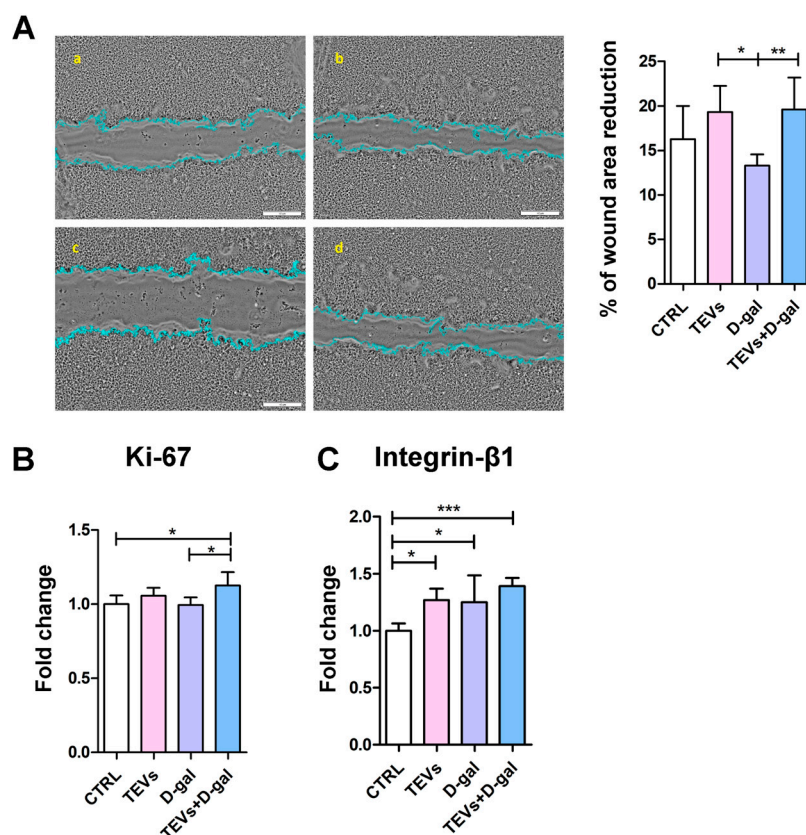 A
a
b
c
d
% of wound area reduction
25
20
15
10
5
0
*
**
CTRL
TEVs
D-gal
TEVs+D-gal
B
Ki-67
Fold change
1.5
1.0
0.5
0.0
*
*
CTRL
TEVs
D-gal
TEVs+D-gal
C
Integrin-β1
Fold change
2.0
1.5
1.0
0.5
0.0
***
*
*
CTRL
TEVs
D-gal
TEVs+D-gal